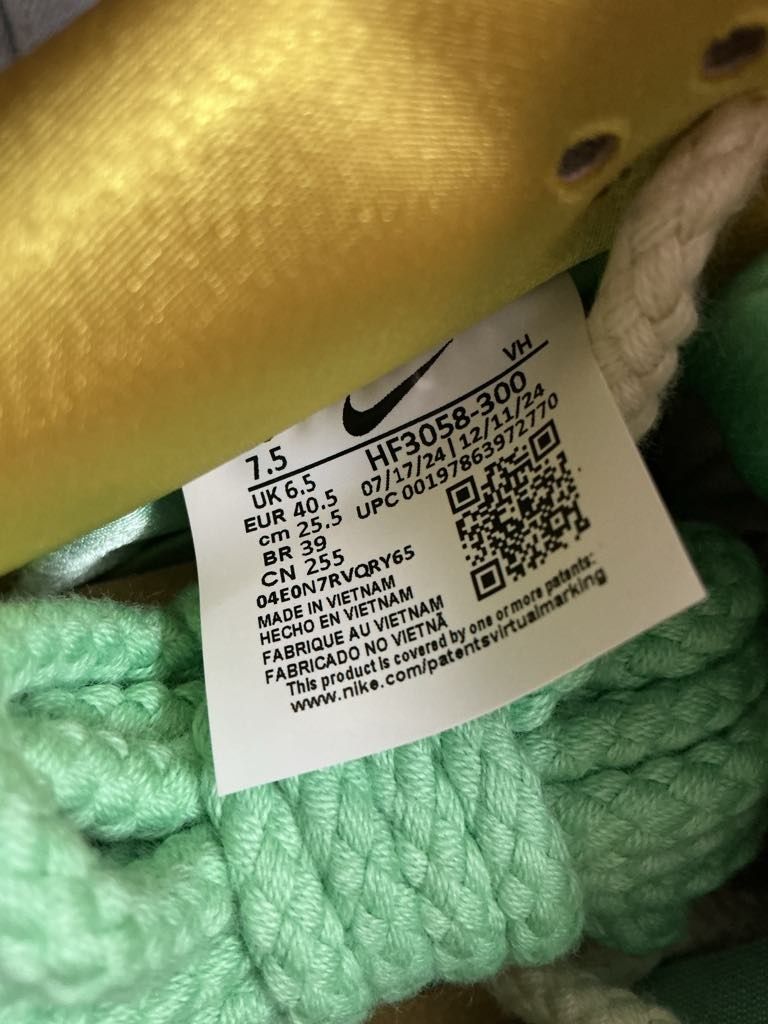 VH
7.5
HF3058-300
UK 6.5
07/17/24 | 12/11/24
EUR 40.5
UPC 00197863972770
cm 25.5
BR 39
CN 255
04E0N7RVQRY65
MADE IN VIETNAM
HECHO EN VIETNAM
FABRIQUE AU VIETNAM
FABRICADO NO VIETNÃ
This product is covered by one or more patents:
www.nike.com/patentsvirtualmarking